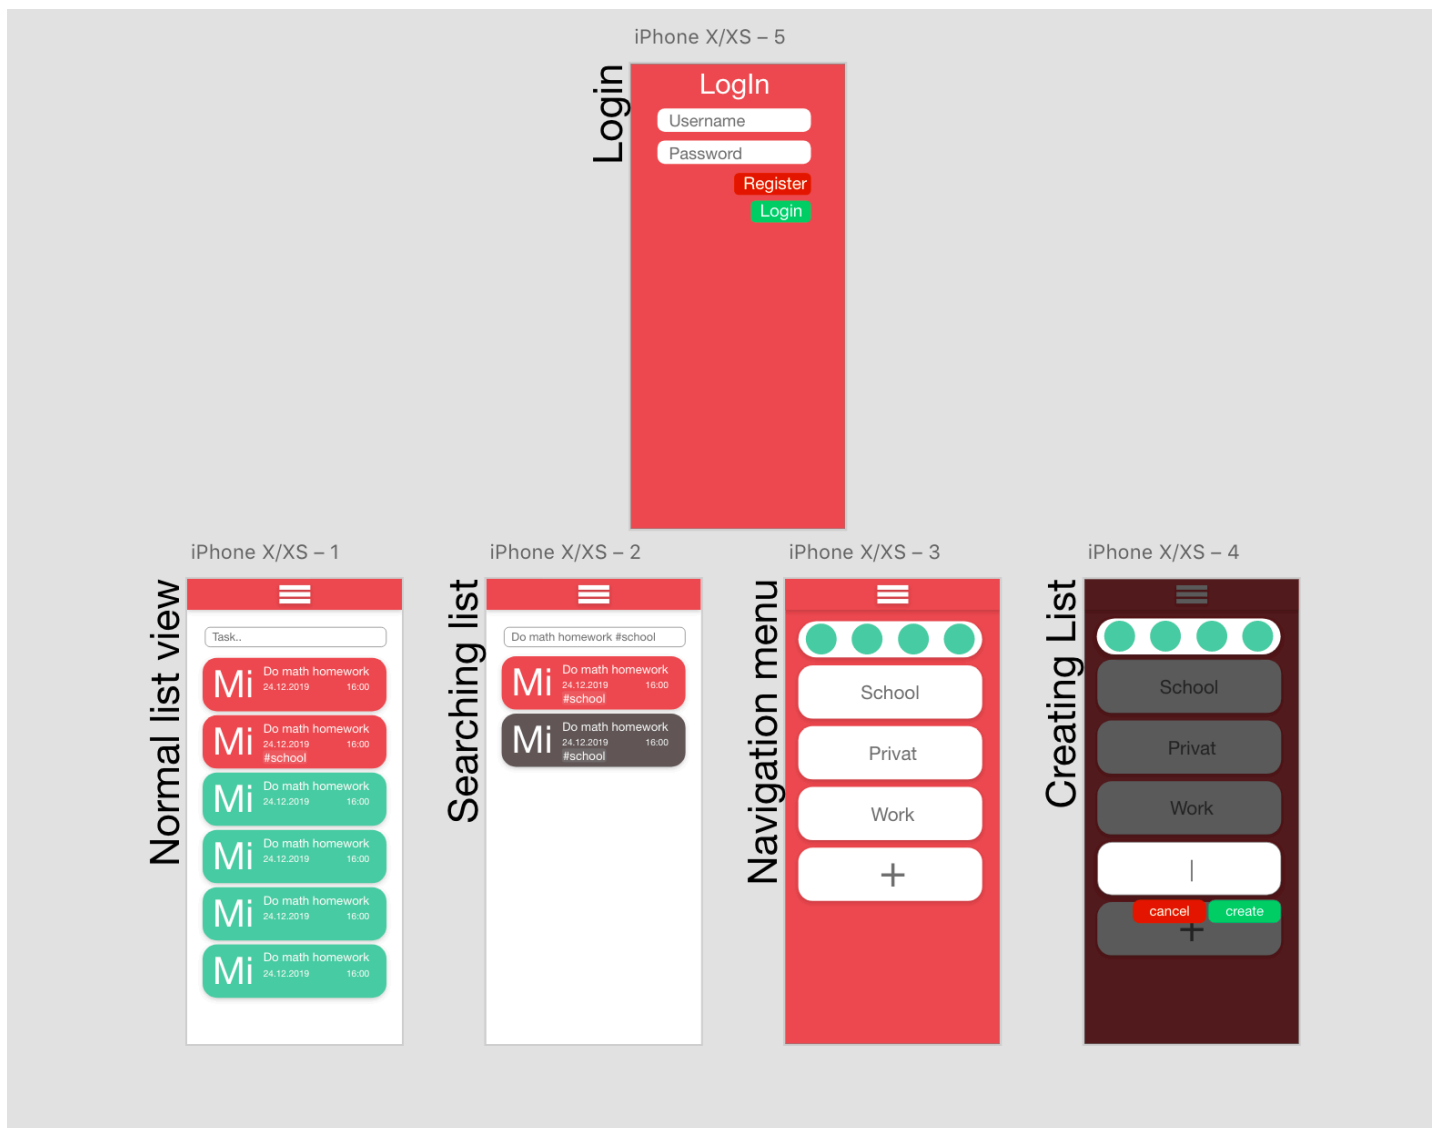 iPhone X/XS – 5
Login
LogIn
Username
Password
Register
Login
iPhone X/XS – 1
Normal list view
Task..
Mi
Do math homework
24.12.2019 16:00
Mi
Do math homework
24.12.2019 16:00
#school
Mi
Do math homework
24.12.2019 16:00
Mi
Do math homework
24.12.2019 16:00
Mi
Do math homework
24.12.2019 16:00
Mi
Do math homework
24.12.2019 16:00
iPhone X/XS – 2
Searching list
Do math homework #school
Mi
Do math homework
24.12.2019 16:00
#school
Mi
Do math homework
24.12.2019 16:00
#school
iPhone X/XS – 3
Navigation menu
School
Privat
Work
+
iPhone X/XS – 4
Creating List
School
Privat
Work
|
cancel create
+